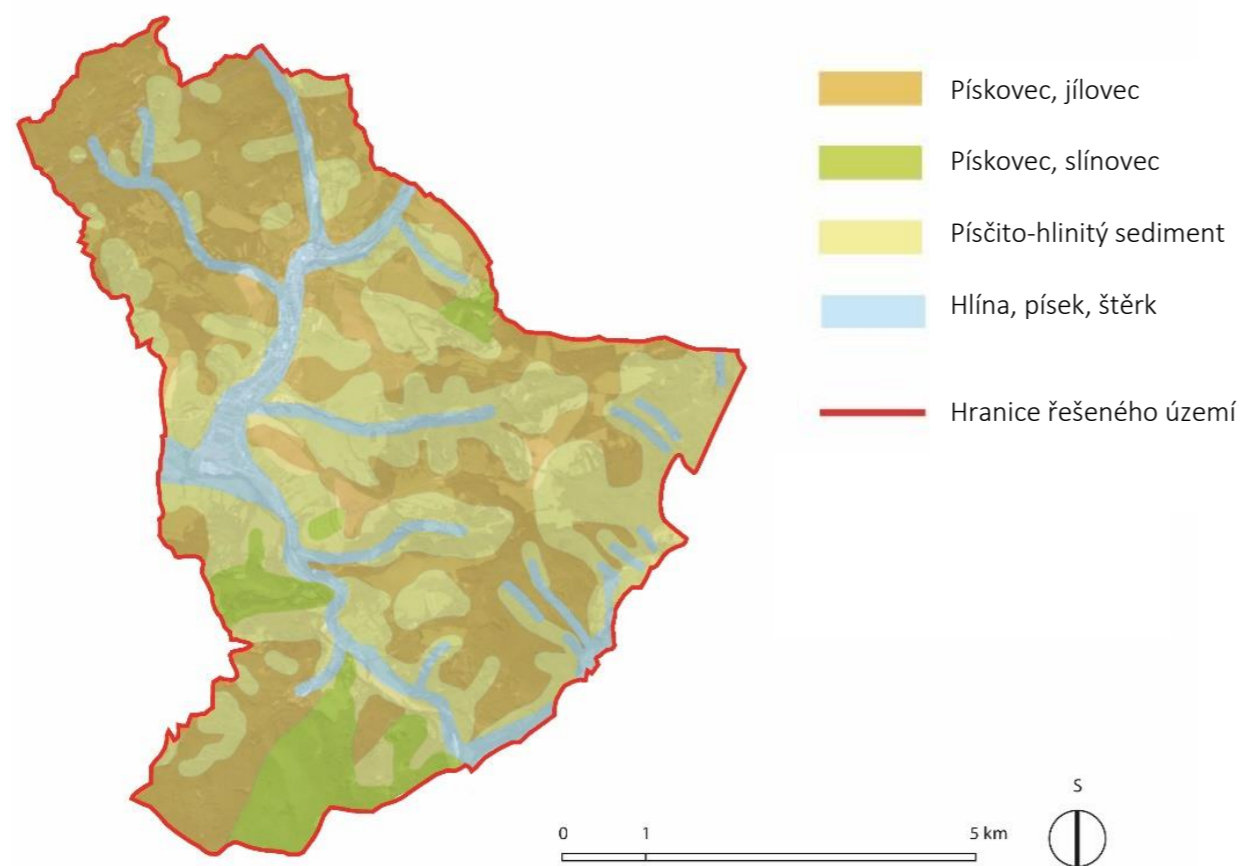 Pískovec, jílovec
Pískovec, slínovec
Písčito-hlinitý sediment
Hlína, písek, štěrk
Hranice řešeného území
S
0 1 5 km